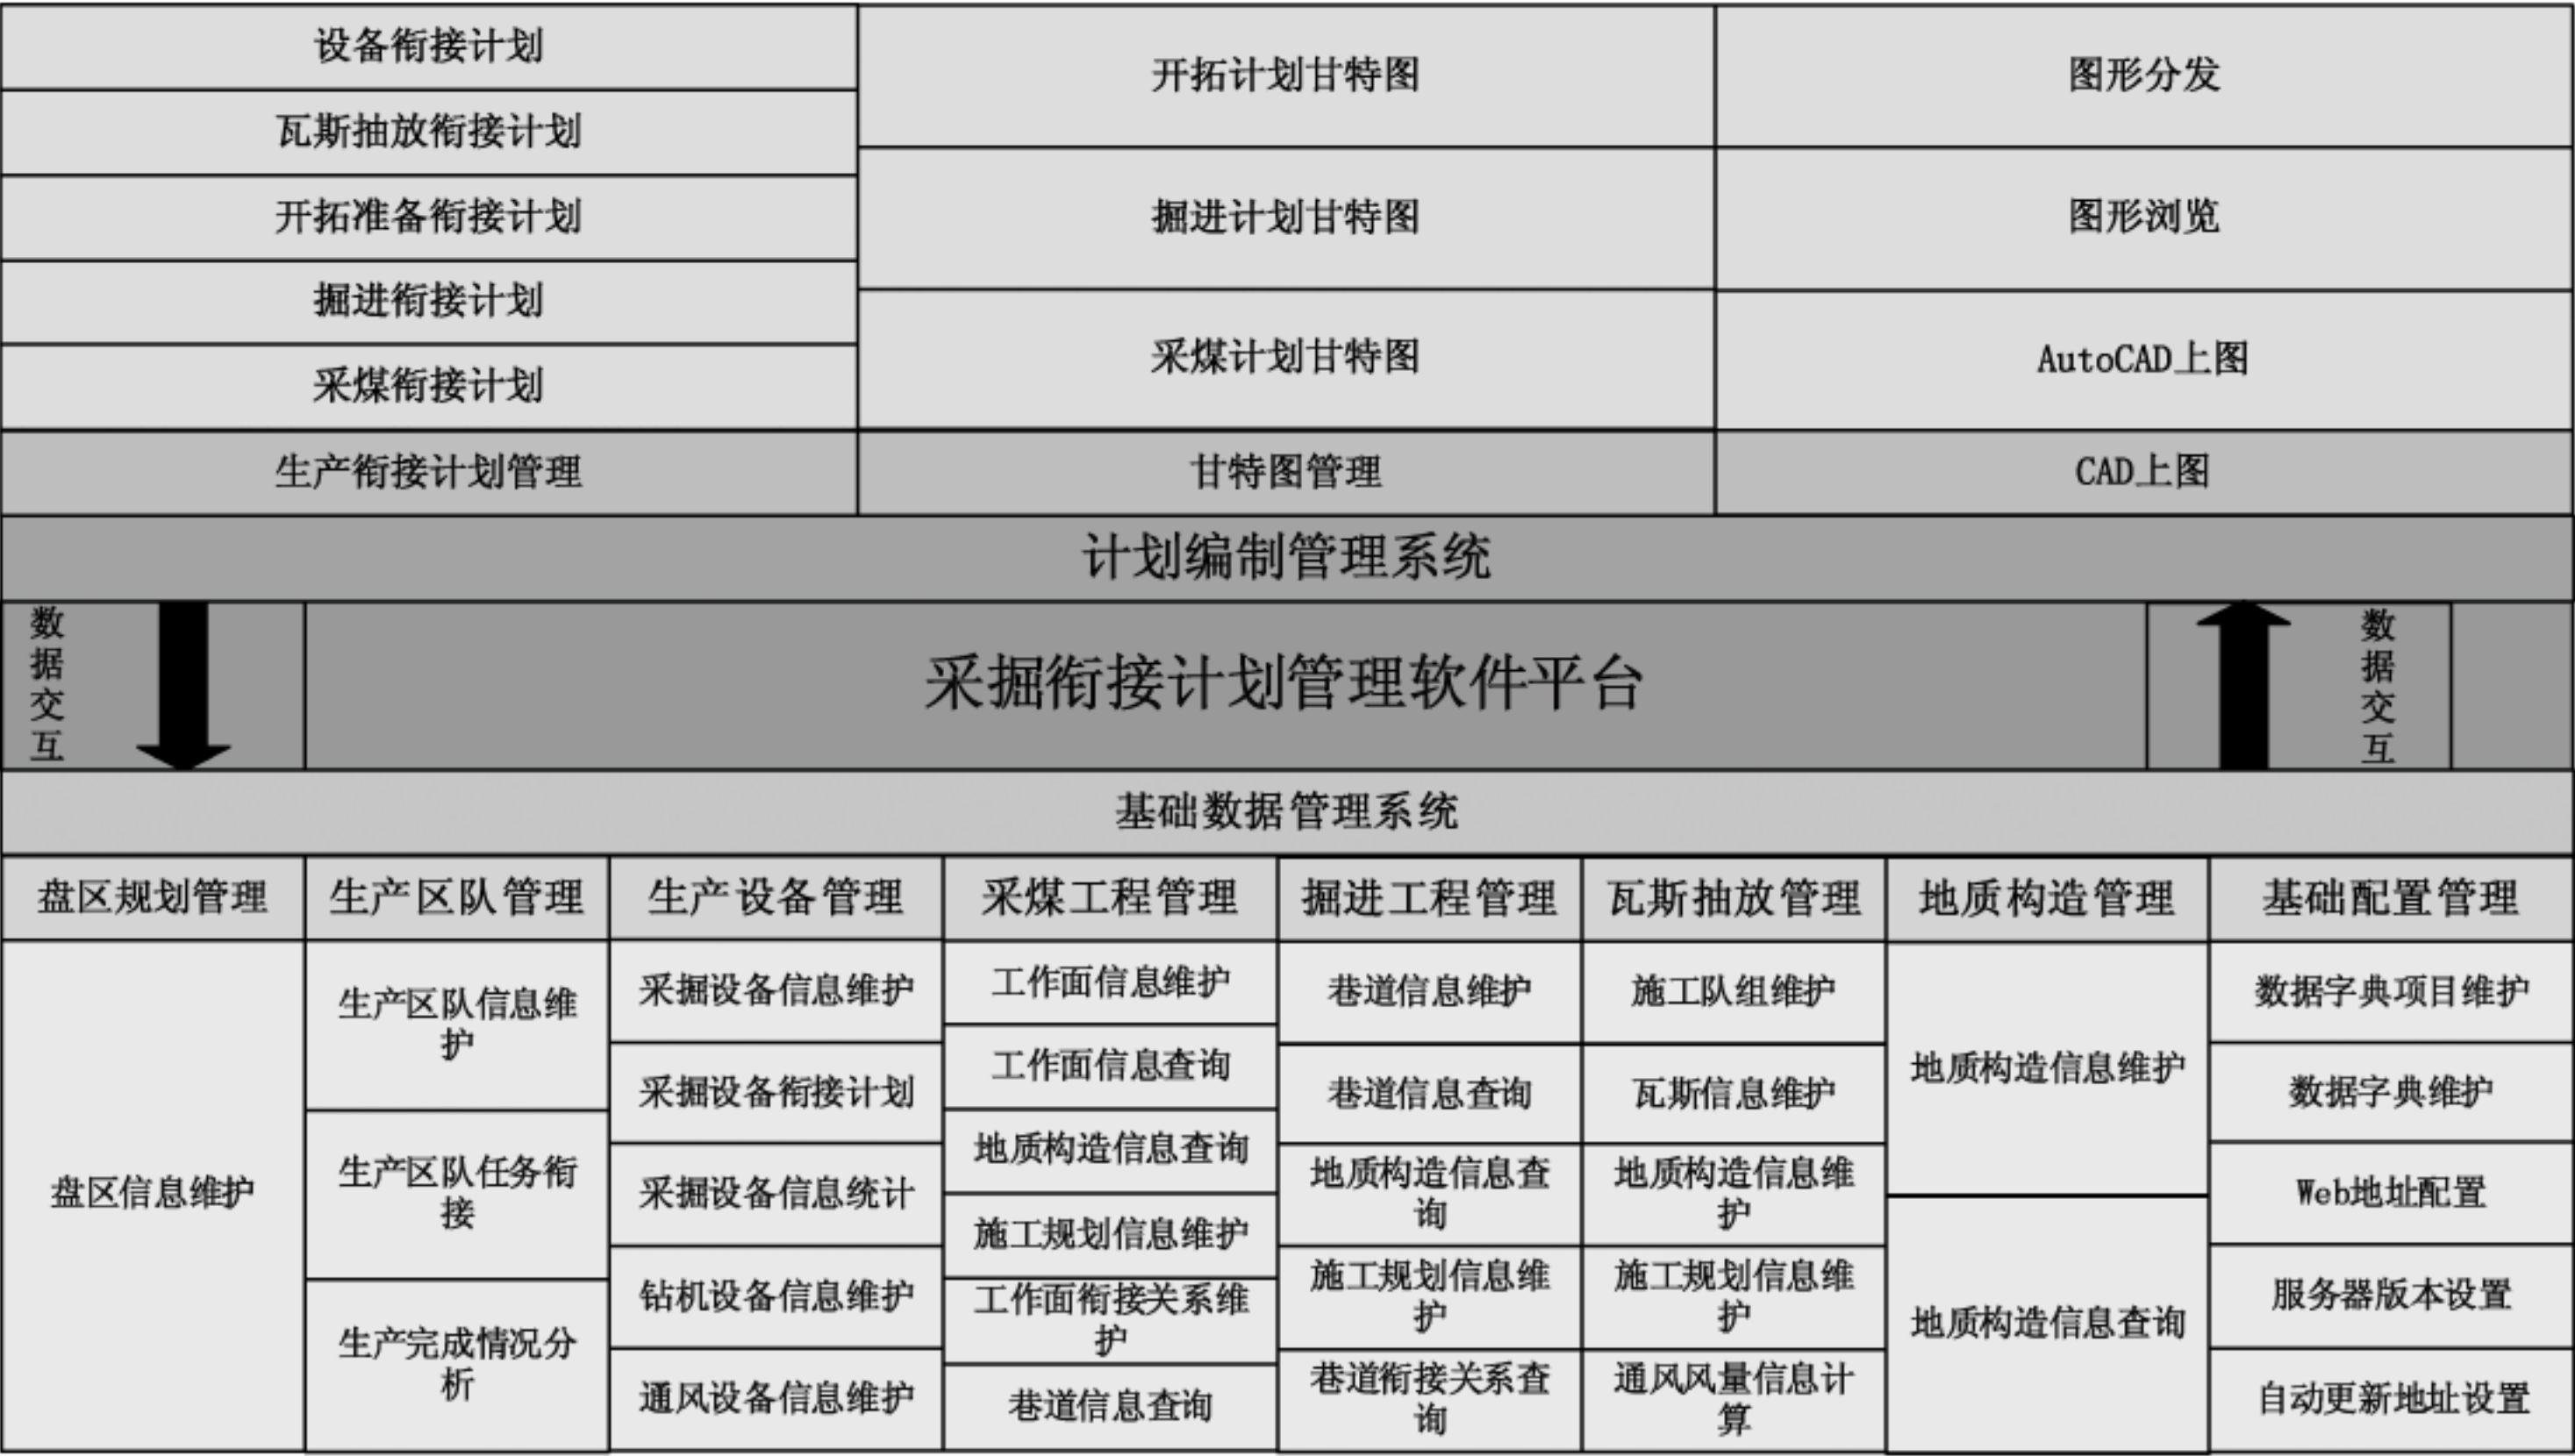 设备衔接计划
瓦斯抽放衔接计划
开拓准备衔接计划
掘进衔接计划
采煤衔接计划
生产衔接计划管理
开拓计划甘特图
掘进计划甘特图
采煤计划甘特图
甘特图管理
图形分发
图形浏览
AutoCAD上图
CAD上图
计划编制管理系统
数
据
交
互
采掘衔接计划管理软件平台
数
据
交
互
基础数据管理系统
盘区规划管理
盘区信息维护
生产区队管理
生产区队信息维
护
生产区队任务衔
接
生产完成情况分
析
生产设备管理
采掘设备信息维护
采掘设备衔接计划
采掘设备信息统计
钻机设备信息维护
通风设备信息维护
采煤工程管理
工作面信息维护
工作面信息查询
地质构造信息查询
施工规划信息维护
工作面衔接关系维
护
巷道信息查询
掘进工程管理
巷道信息维护
巷道信息查询
地质构造信息查
询
施工规划信息维
护
巷道衔接关系查
询
瓦斯抽放管理
施工队组维护
瓦斯信息维护
地质构造信息维
护
施工规划信息维
护
通风风量信息计
算
地质构造管理
地质构造信息维护
地质构造信息查询
基础配置管理
数据字典项目维护
数据字典维护
Web地址配置
服务器版本设置
自动更新地址设置